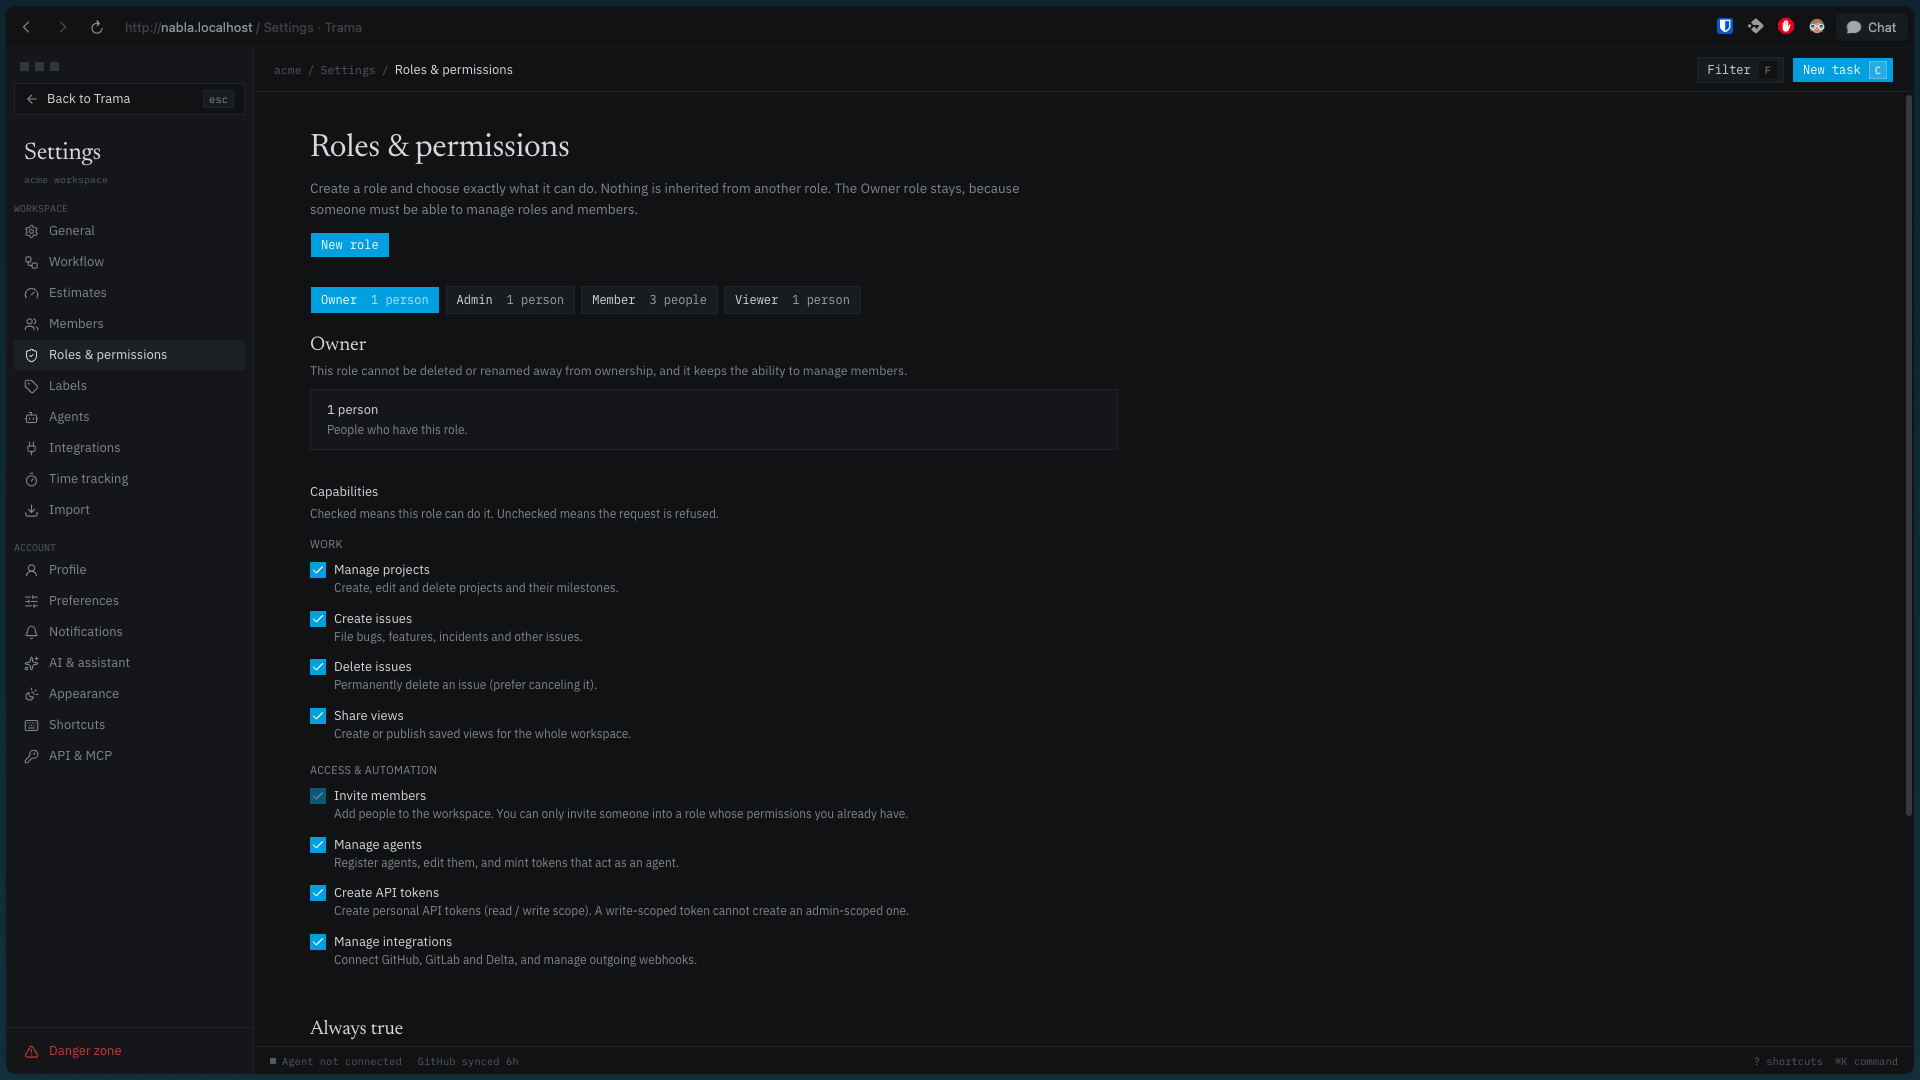 http://nabla.localhost / Settings · Trama
Chat
Back to Trama esc
Settings
acme workspace
WORKSPACE
General
Workflow
Estimates
Members
Roles & permissions
Labels
Agents
Integrations
Time tracking
Import
ACCOUNT
Profile
Preferences
Notifications
AI & assistant
Appearance
Shortcuts
API & MCP
Danger zone
acme / Settings / Roles & permissions
Filter F
New task C
Roles & permissions
Create a role and choose exactly what it can do. Nothing is inherited from another role. The Owner role stays, because
someone must be able to manage roles and members.
New role
Owner 1 person Admin 1 person Member 3 people Viewer 1 person
Owner
This role cannot be deleted or renamed away from ownership, and it keeps the ability to manage members.
1 person
People who have this role.
Capabilities
Checked means this role can do it. Unchecked means the request is refused.
WORK
Manage projects
Create, edit and delete projects and their milestones.
Create issues
File bugs, features, incidents and other issues.
Delete issues
Permanently delete an issue (prefer canceling it).
Share views
Create or publish saved views for the whole workspace.
ACCESS & AUTOMATION
Invite members
Add people to the workspace. You can only invite someone into a role whose permissions you already have.
Manage agents
Register agents, edit them, and mint tokens that act as an agent.
Create API tokens
Create personal API tokens (read / write scope). A write-scoped token cannot create an admin-scoped one.
Manage integrations
Connect GitHub, GitLab and Delta, and manage outgoing webhooks.
Always true
Agent not connected GitHub synced 6h
? shortcuts ⌘K command